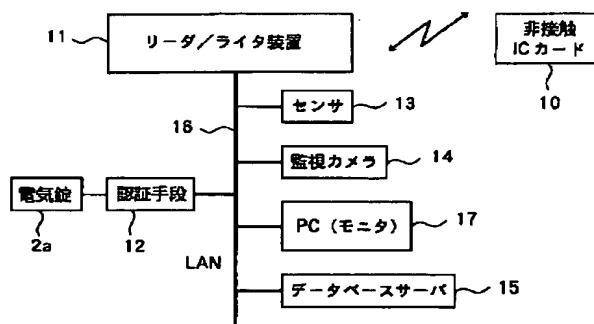 11
リーダ/ライタ装置
非接触
ICカード
10
16
センサ
13
監視カメラ
14
電気錠
認証手段
2a
12
PC(モニタ)
17
LAN
データベースサーバ
15